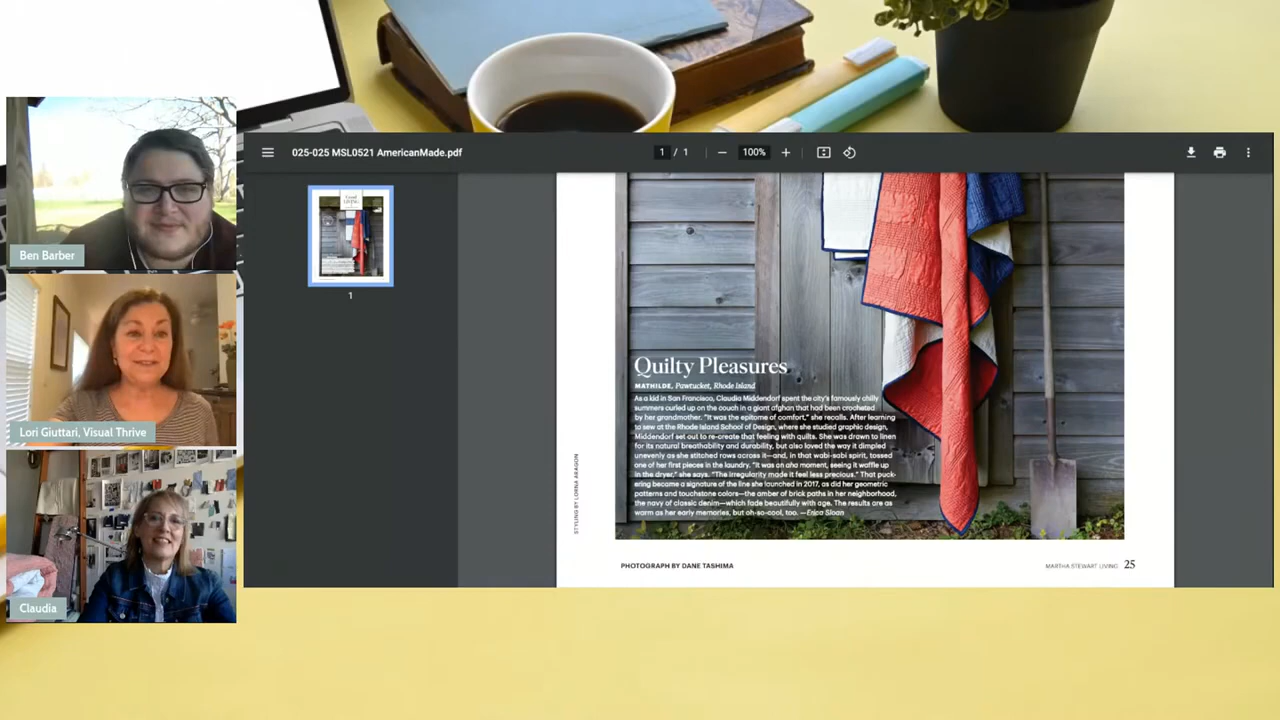 025-025 MSL0521 AmericanMade.pdf
1 / 1
100%
Ben Barber
Lori Giuttari, Visual Thrive
Claudia
1
Quilty Pleasures
MATHILDE, Pawtucket, Rhode Island
As a kid in San Francisco, Claudia Middendorf spent the city's famously chilly
summers curled up on the couch in a giant afghan that had been crocheted
by her grandmother. "It was the epitome of comfort," she recalls. After learning
to sew at the Rhode Island School of Design, where she studied graphic design,
Middendorf set out to re-create that feeling with quilts. She was drawn to linen
for its natural breathability and durability, but also loved the way it dimpled
unevenly as she stitched rows across it—and, in that wabi-sabi spirit, tossed
one of her first pieces in the laundry. "It was an aha moment, seeing it waffle up
in the dryer," she says. "The irregularity made it feel less precious." That puck-
ering became a signature of the line she launched in 2017, as did her geometric
patterns and touchstone colors—the amber of brick paths in her neighborhood,
the navy of classic denim—which fade beautifully with age. The results are as
warm as her early memories, but oh-so-cool, too. —Erica Sloan
STYLING BY LORNA ARAGON
PHOTOGRAPH BY DANE TASHIMA
MARTHA STEWART LIVING 25